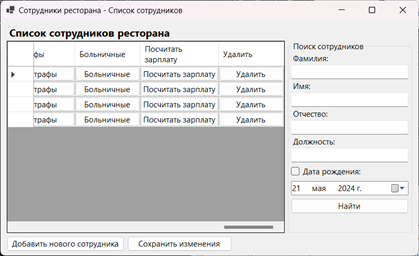 Сотрудники ресторана - Список сотрудников
Список сотрудников ресторана
фы Больничные Посчитать зарплату Удалить
трафы Больничные Посчитать зарплату Удалить
трафы Больничные Посчитать зарплату Удалить
трафы Больничные Посчитать зарплату Удалить
трафы Больничные Посчитать зарплату Удалить
Поиск сотрудников
Фамилия:
Имя:
Отчество:
Должность:
Дата рождения:
21 мая 2024 г.
Найти
Добавить нового сотрудника Сохранить изменения